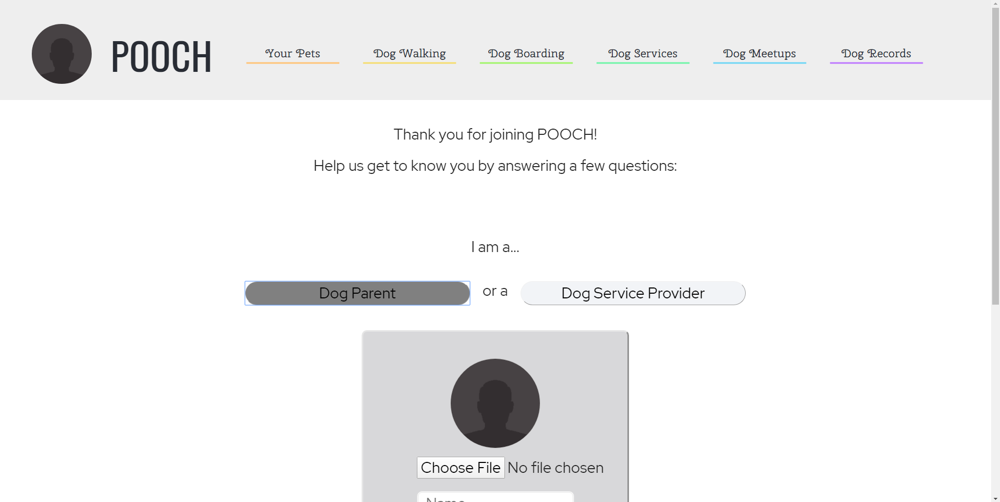 POOCH
Your Pets
Dog Walking
Dog Boarding
Dog Services
Dog Meetups
Dog Records
Thank you for joining POOCH!
Help us get to know you by answering a few questions:
I am a...
Dog Parent or a Dog Service Provider
Choose File No file chosen
Name